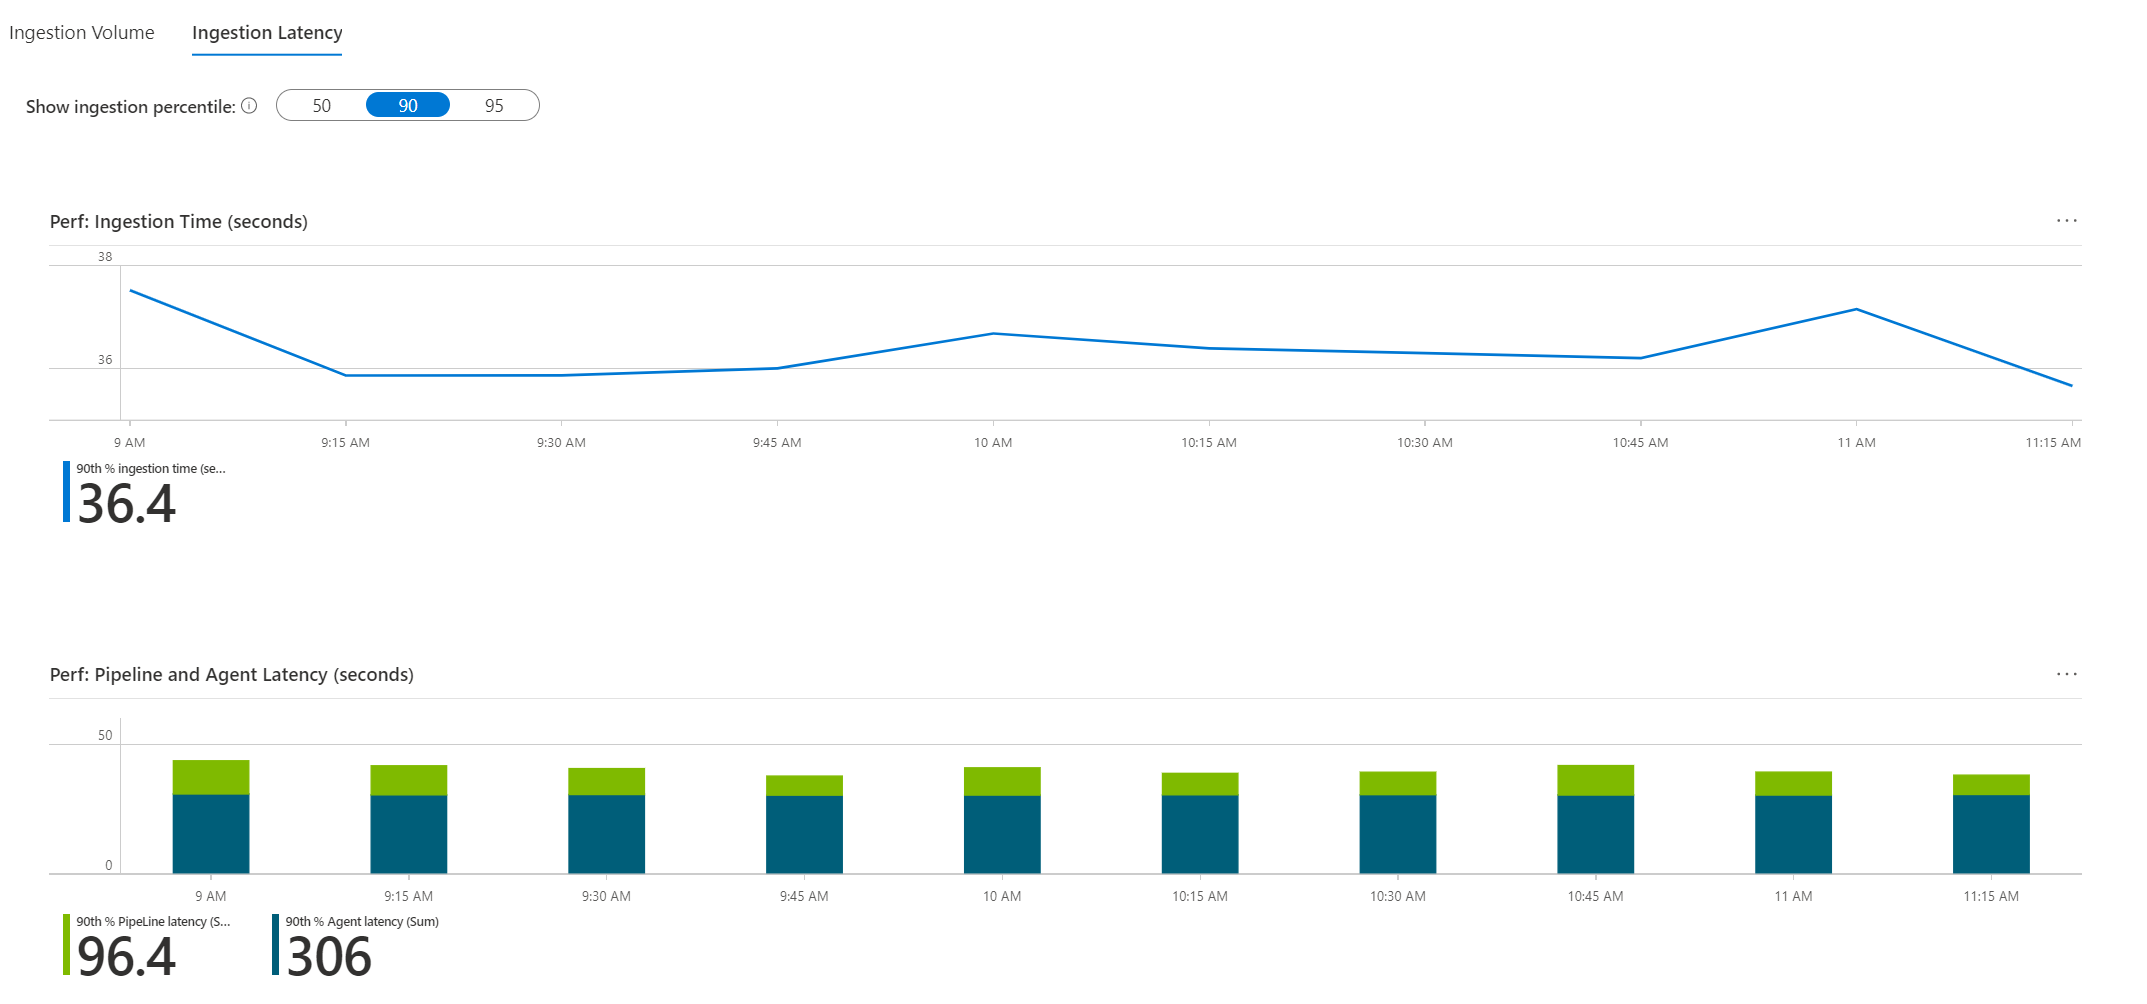 Ingestion Volume Ingestion Latency
Show ingestion percentile: 50 90 95
Perf: Ingestion Time (seconds) ...
38
36
9 AM 9:15 AM 9:30 AM 9:45 AM 10 AM 10:15 AM 10:30 AM 10:45 AM 11 AM 11:15 AM
90th % ingestion time (se...
36.4
Perf: Pipeline and Agent Latency (seconds) ...
50
0
9 AM 9:15 AM 9:30 AM 9:45 AM 10 AM 10:15 AM 10:30 AM 10:45 AM 11 AM 11:15 AM
90th % PipeLine latency (S... 90th % Agent latency (Sum)
96.4 306